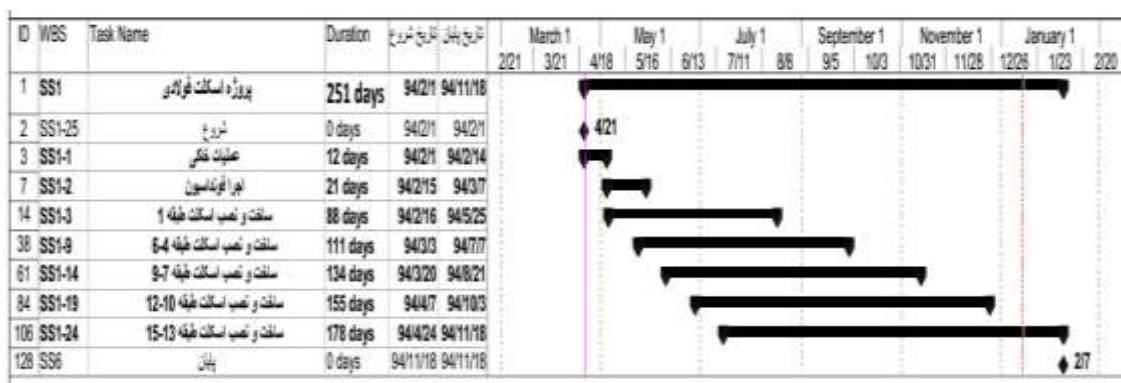 ID WBS Task Name Duration تاریخ شروع تاریخ پایان March 1 May 1 July 1 September 1 November 1 January 1
2/21 3/21 4/18 5/16 6/13 7/11 8/8 9/5 10/3 10/31 11/28 12/26 1/23 2/20
1 SS1 پروژه اسکلت فولادی 251 days 94/2/1 94/11/18
2 SS1-25 شروع 0 days 94/2/1 94/2/1 4/21
3 SS1-1 عملیات خاکی 12 days 94/2/1 94/2/14
7 SS1-2 اجرا فونداسیون 21 days 94/2/15 94/3/7
14 SS1-3 ساخت و نصب اسکلت طبقه 1 88 days 94/2/16 94/5/25
38 SS1-9 ساخت و نصب اسکلت طبقه 4-6 111 days 94/3/3 94/7/7
61 SS1-14 ساخت و نصب اسکلت طبقه 7-9 134 days 94/3/20 94/8/21
84 SS1-19 ساخت و نصب اسکلت طبقه 10-12 155 days 94/4/7 94/10/3
106 SS1-24 ساخت و نصب اسکلت طبقه 13-15 178 days 94/4/24 94/11/18
128 SS6 پایان 0 days 94/11/18 94/11/18 2/7